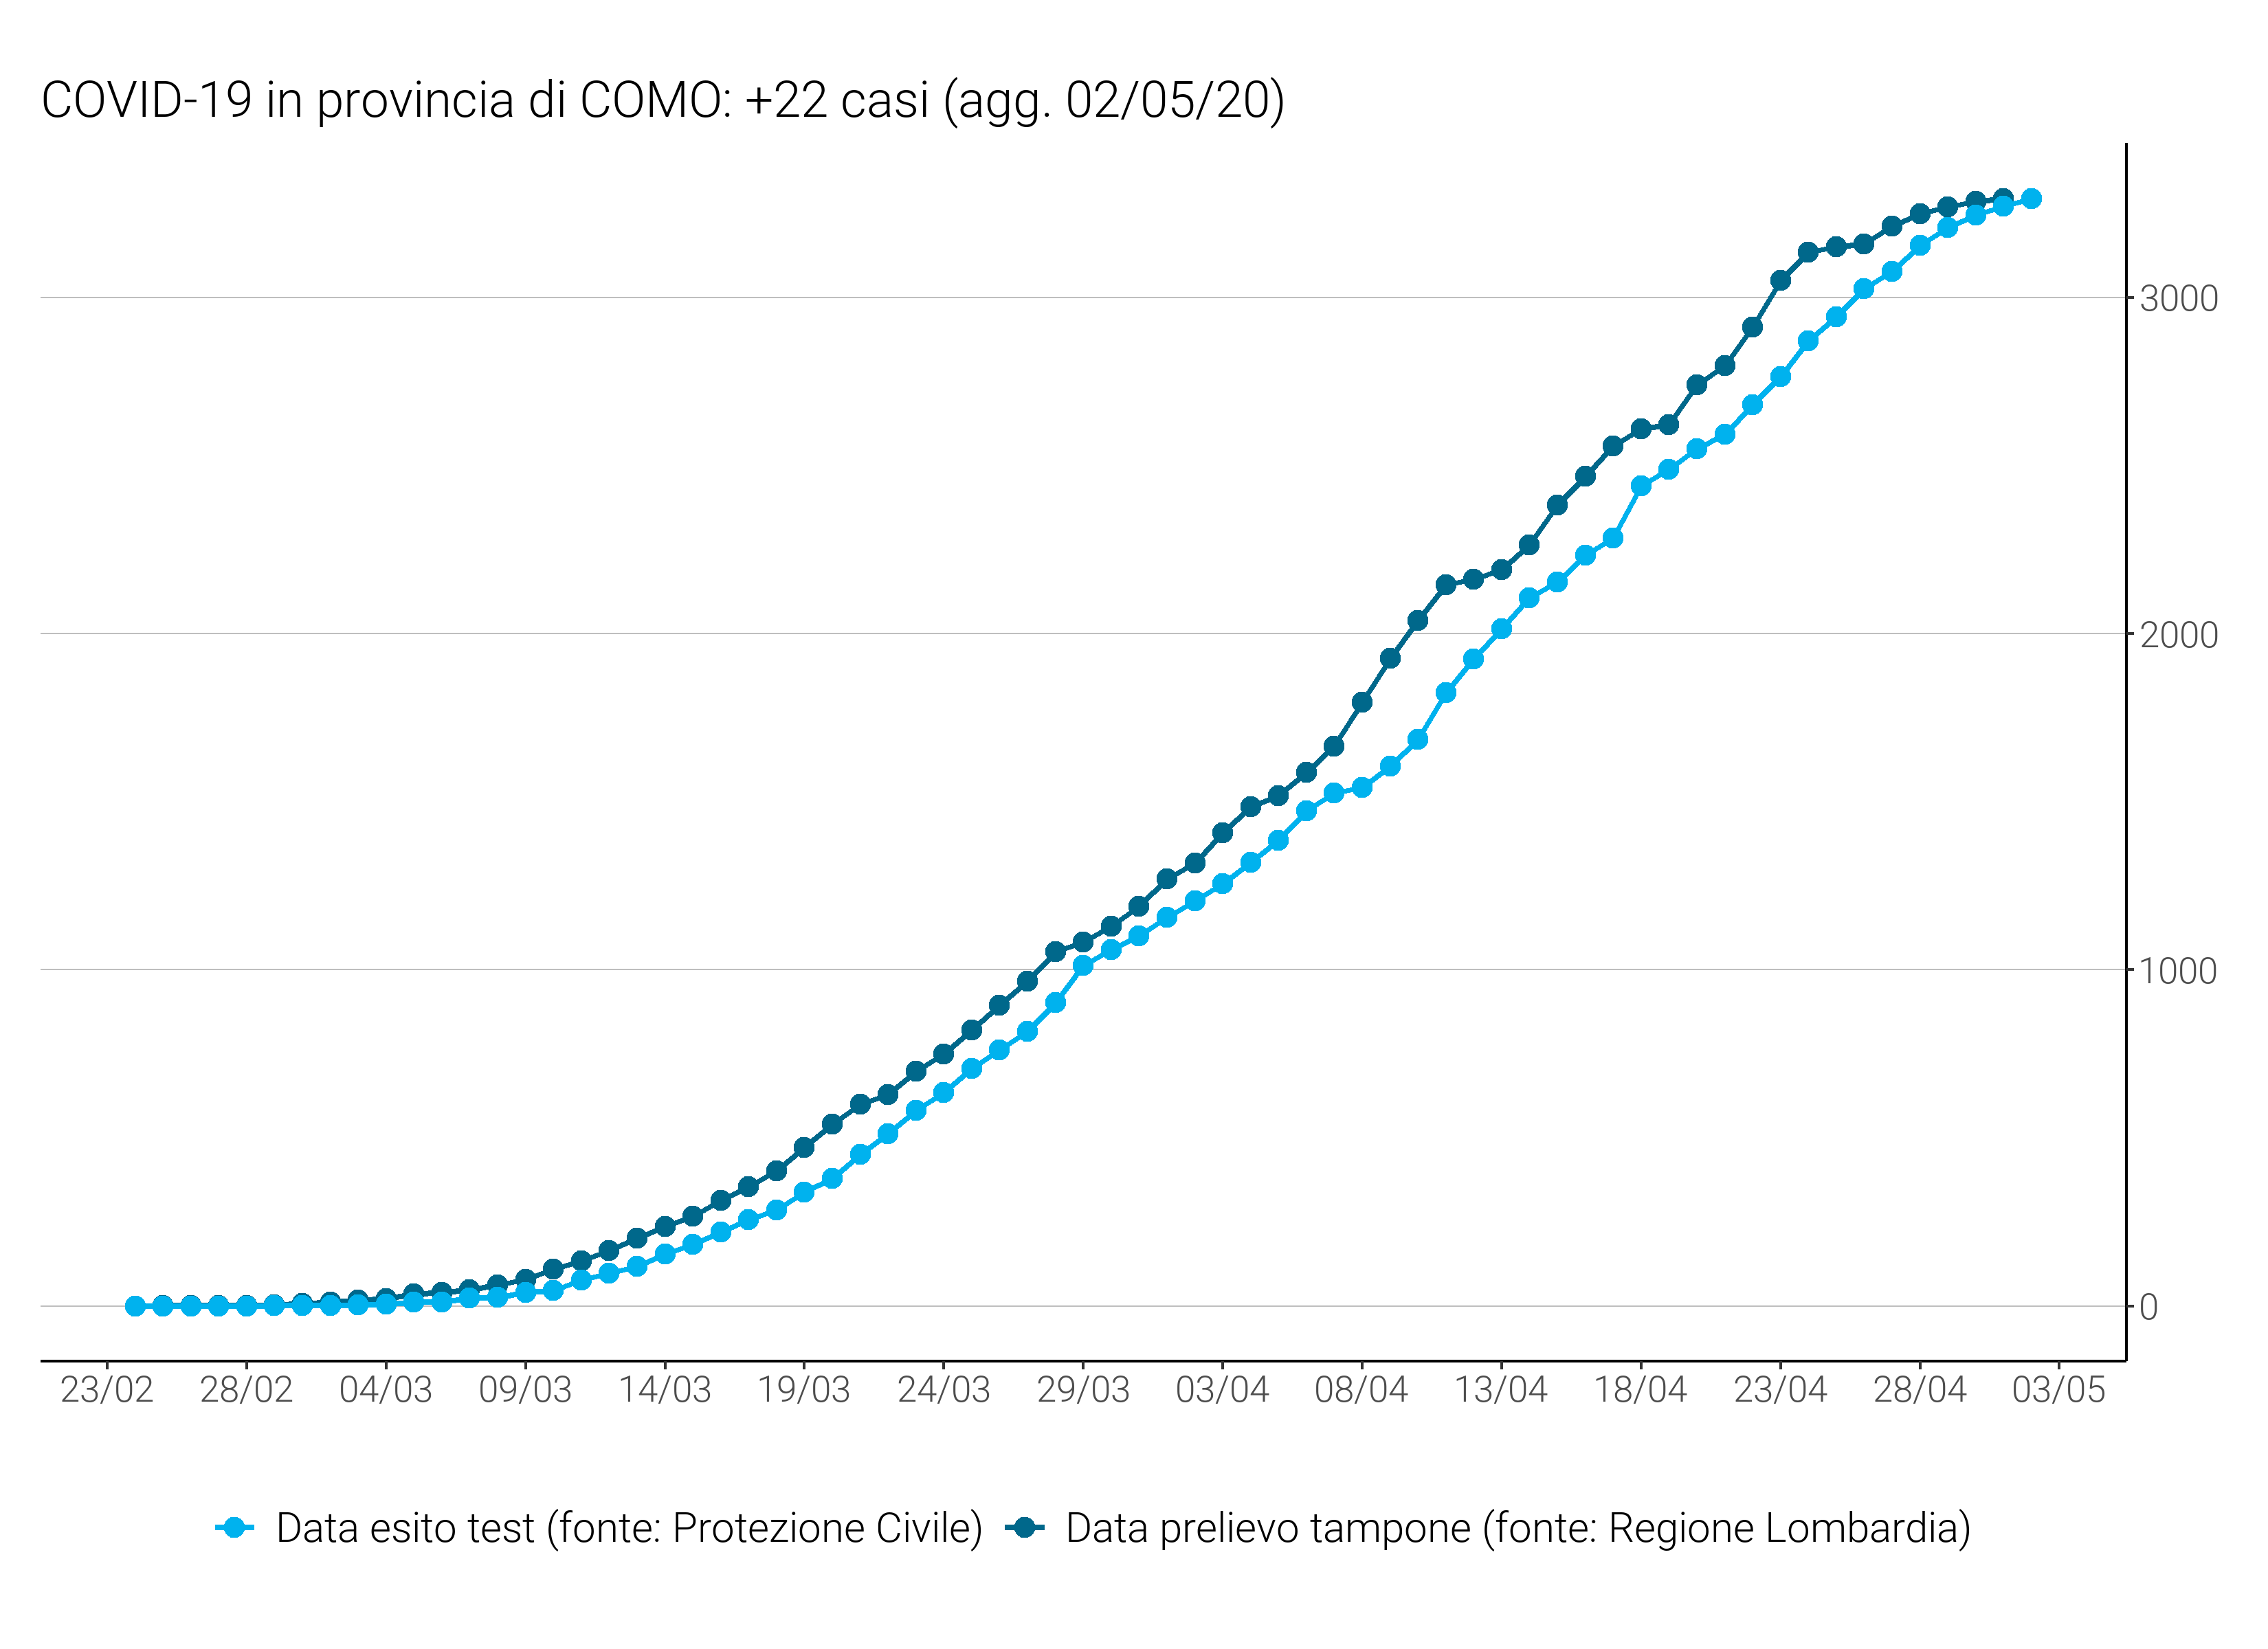 COVID-19 in provincia di COMO: +22 casi (agg. 02/05/20)
3000
2000
1000
0
23/02 28/02 04/03 09/03 14/03 19/03 24/03 29/03 03/04 08/04 13/04 18/04 23/04 28/04 03/05
Data esito test (fonte: Protezione Civile) Data prelievo tampone (fonte: Regione Lombardia)